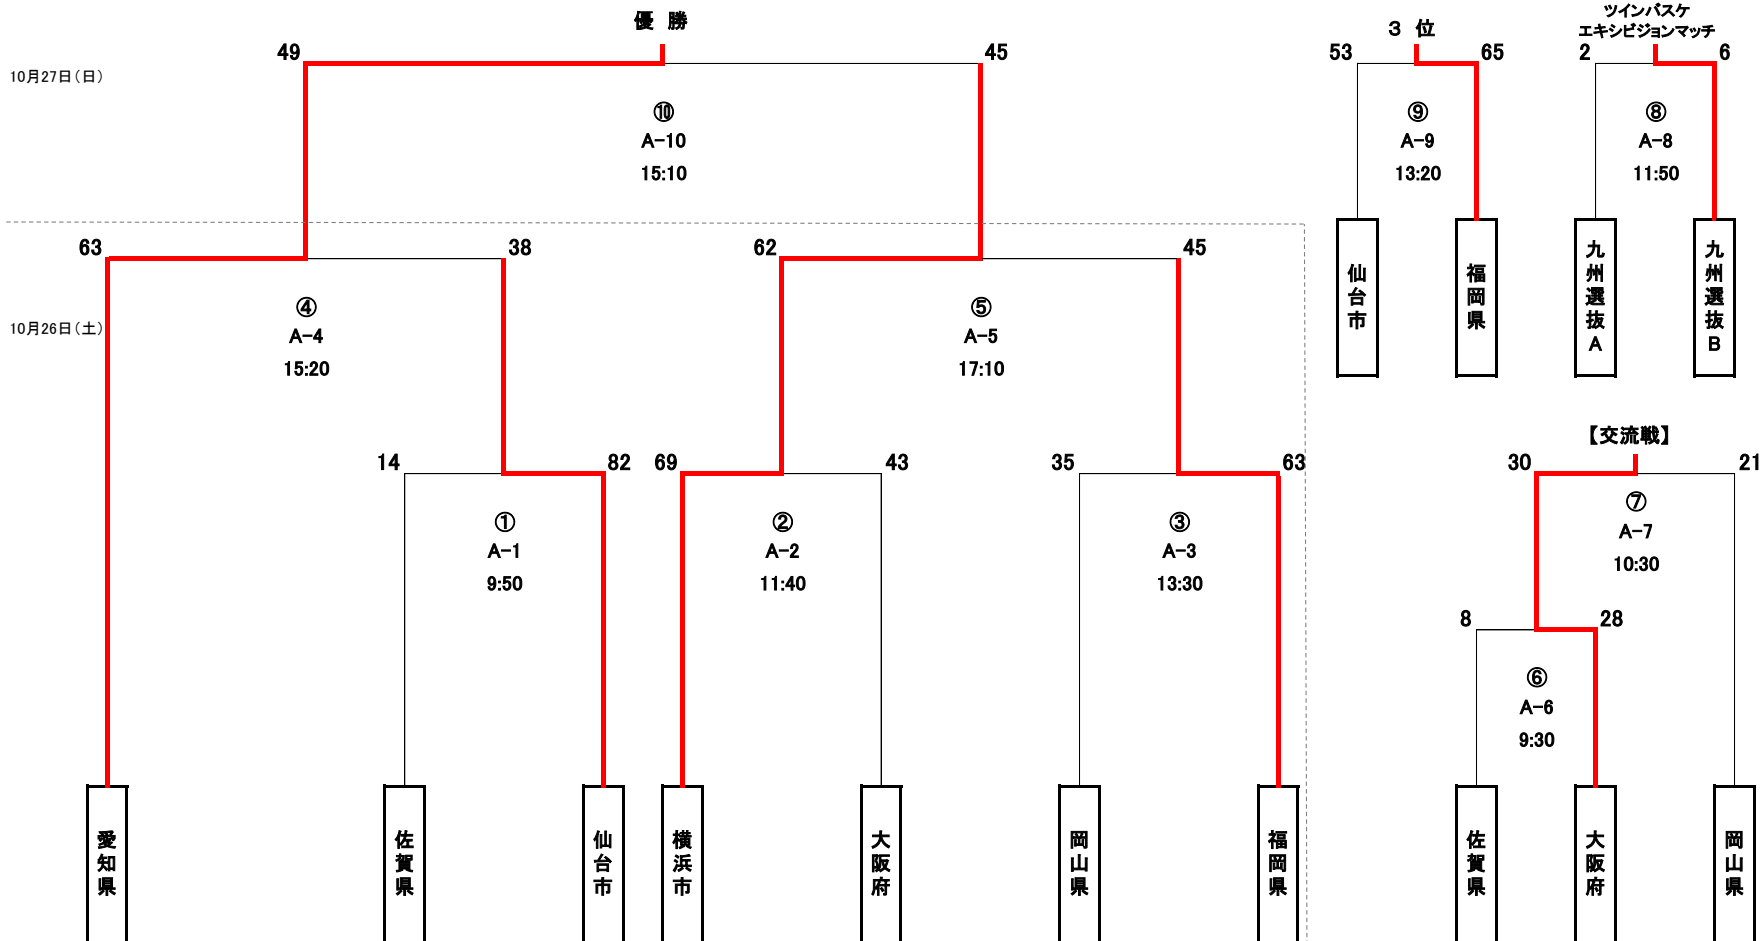 優 勝
49
45
10月27日(日)
⑩
A-10
15:10
3 位
53
65
⑨
A-9
13:20
仙台市
福岡県
ツインバスケ
エキシビジョンマッチ
2
6
⑧
A-8
11:50
九州選抜A
九州選抜B
63
38
10月26日(土)
④
A-4
15:20
62
45
⑤
A-5
17:10
14
82
①
A-1
9:50
69
43
②
A-2
11:40
35
63
③
A-3
13:30
愛知県
佐賀県
仙台市
横浜市
大阪府
岡山県
福岡県
【交流戦】
30
21
⑦
A-7
10:30
8
28
⑥
A-6
9:30
佐賀県
大阪府
岡山県